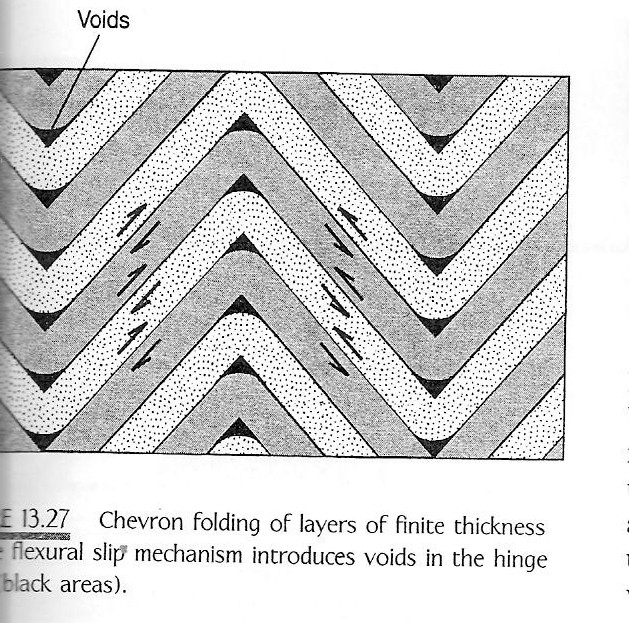 Voids
E 13.27 Chevron folding of layers of finite thickness
e flexural slip mechanism introduces voids in the hinge
black areas).